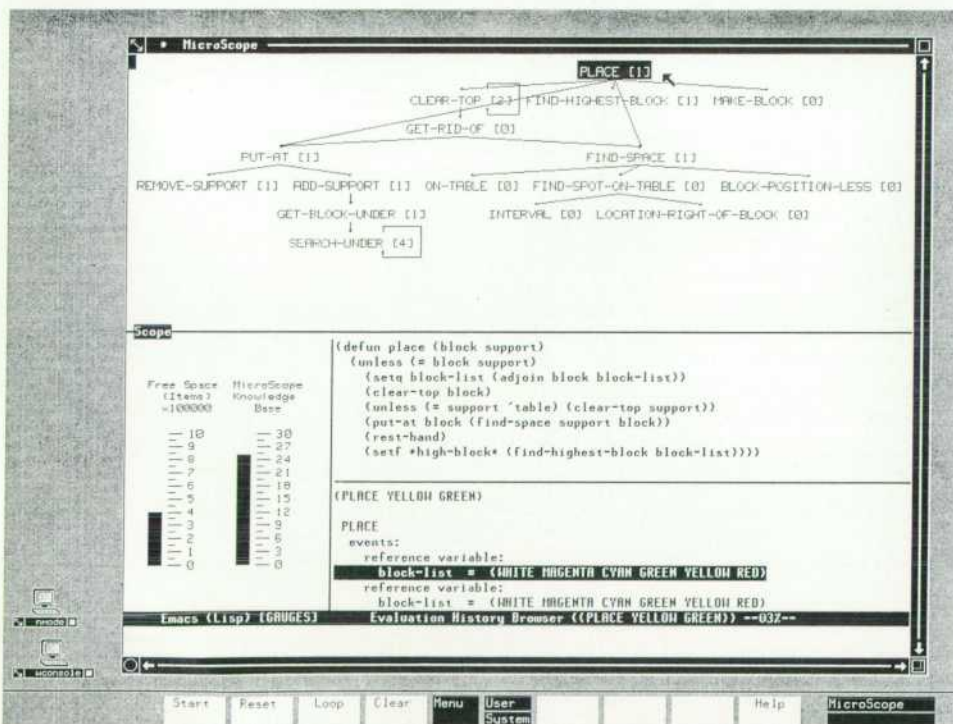 MicroScope
PLACE [1]
CLEAR-TOP [2] FIND-HIGHEST-BLOCK [1] MAKE-BLOCK [0]
GET-RID-OF [0]
PUT-AT [1] FIND-SPACE [1]
REMOVE-SUPPORT [1] ADD-SUPPORT [1] ON-TABLE [0] FIND-SPOT-ON-TABLE [0] BLOCK-POSITION-LESS [0]
GET-BLOCK-UNDER [1] INTERVAL [0] LOCATION-RIGHT-OF-BLOCK [0]
SEARCH-UNDER [4]
Scope
Free Space
(Items)
×100000
10
9
8
7
6
5
4
3
2
1
0
MicroScope
Knowledge
Base
30
27
24
21
18
15
12
9
6
3
0
(defun place (block support)
(unless (= block support)
(setq block-list (adjoin block block-list))
(clear-top block)
(unless (= support 'table) (clear-top support))
(put-at block (find-space support block))
(rest-hand)
(setf *high-block* (find-highest-block block-list))))
(PLACE YELLOW GREEN)
PLACE
events:
reference variable:
block-list = (WHITE MAGENTA CYAN GREEN YELLOW RED)
reference variable:
block-list = (WHITE MAGENTA CYAN GREEN YELLOW RED)
Emacs (Lisp) [GAUGES] Evaluation History Browser ((PLACE YELLOW GREEN)) --03%--
nmode
wconsole
Start Reset Loop Clear Menu User System Help MicroScope